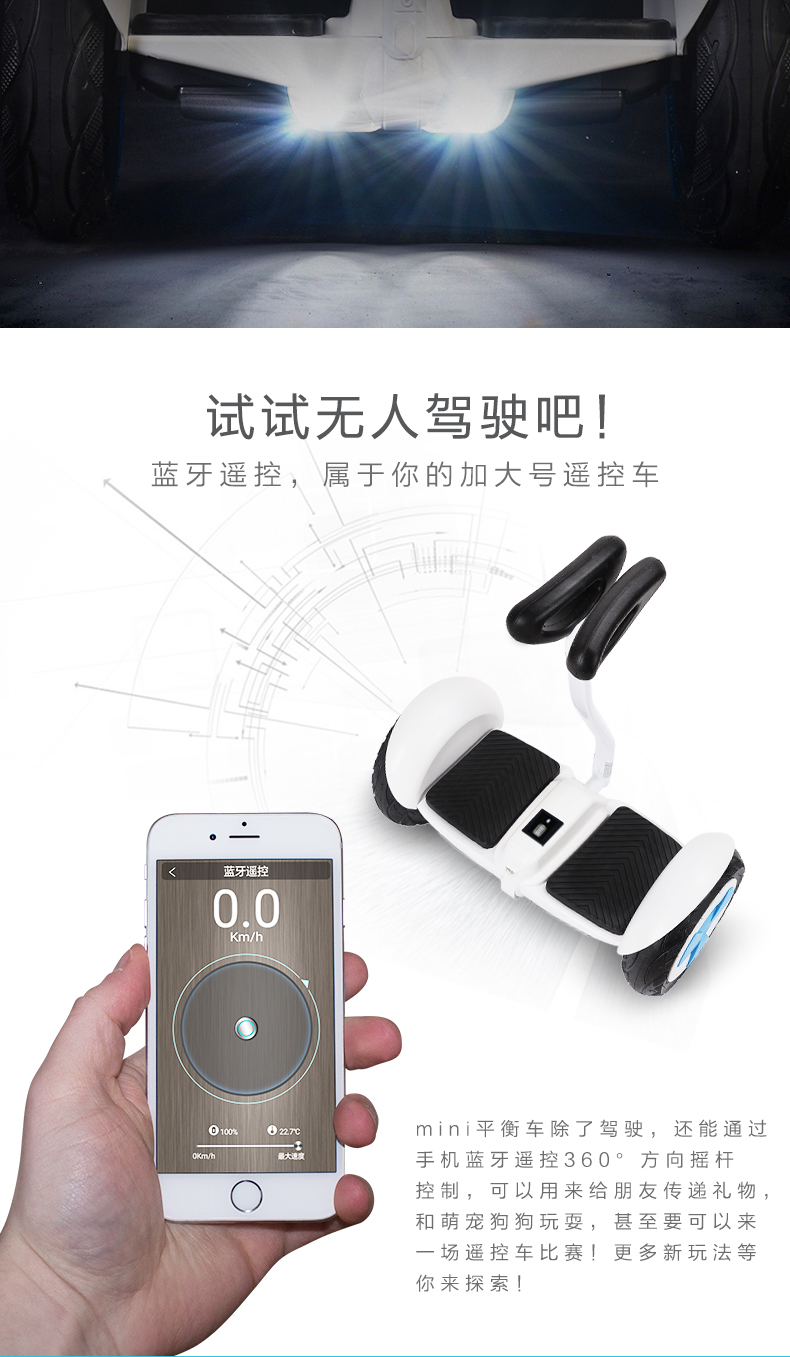 试试无人驾驶吧！
蓝牙遥控，属于你的加大号遥控车
蓝牙遥控
0.0
Km/h
100%
22.7℃
0Km/h
最大速度
mini平衡车除了驾驶，还能通过
手机蓝牙遥控360°方向摇杆
控制，可以用来给朋友传递礼物，
和萌宠狗狗玩耍，甚至要可以来
一场遥控车比赛！更多新玩法等
你来探索！